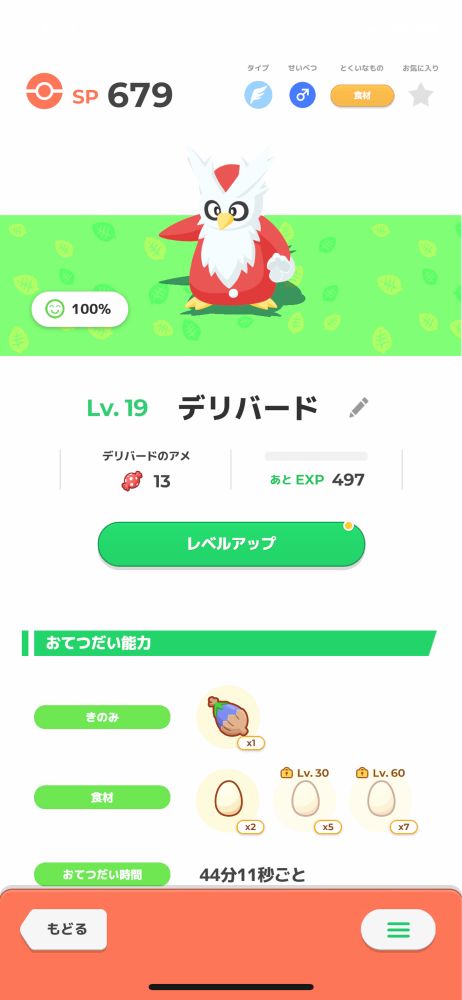 タイプ せいべつ とくいなもの お気に入り
SP 679 食材
100%
Lv. 19 デリバード
デリバードのアメ
13 あと EXP 497
レベルアップ
おてつだい能力
きのみ
x1
Lv. 30 Lv. 60
食材
x2 x5 x7
おてつだい時間 44分11秒ごと
もどる